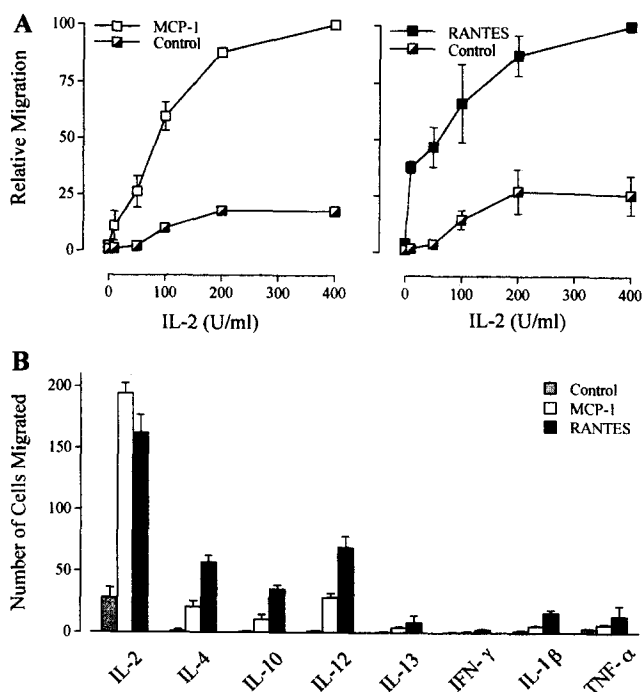 A
MCP-1
Control
RANTES
Control
Relative Migration
100
75
50
25
0
0 100 200 300 400
0 100 200 300 400
IL-2 (U/ml)
IL-2 (U/ml)
B
Number of Cells Migrated
200
150
100
50
0
Control
MCP-1
RANTES
IL-2
IL-4
IL-10
IL-12
IL-13
IFN-γ
IL-1β
TNF-α